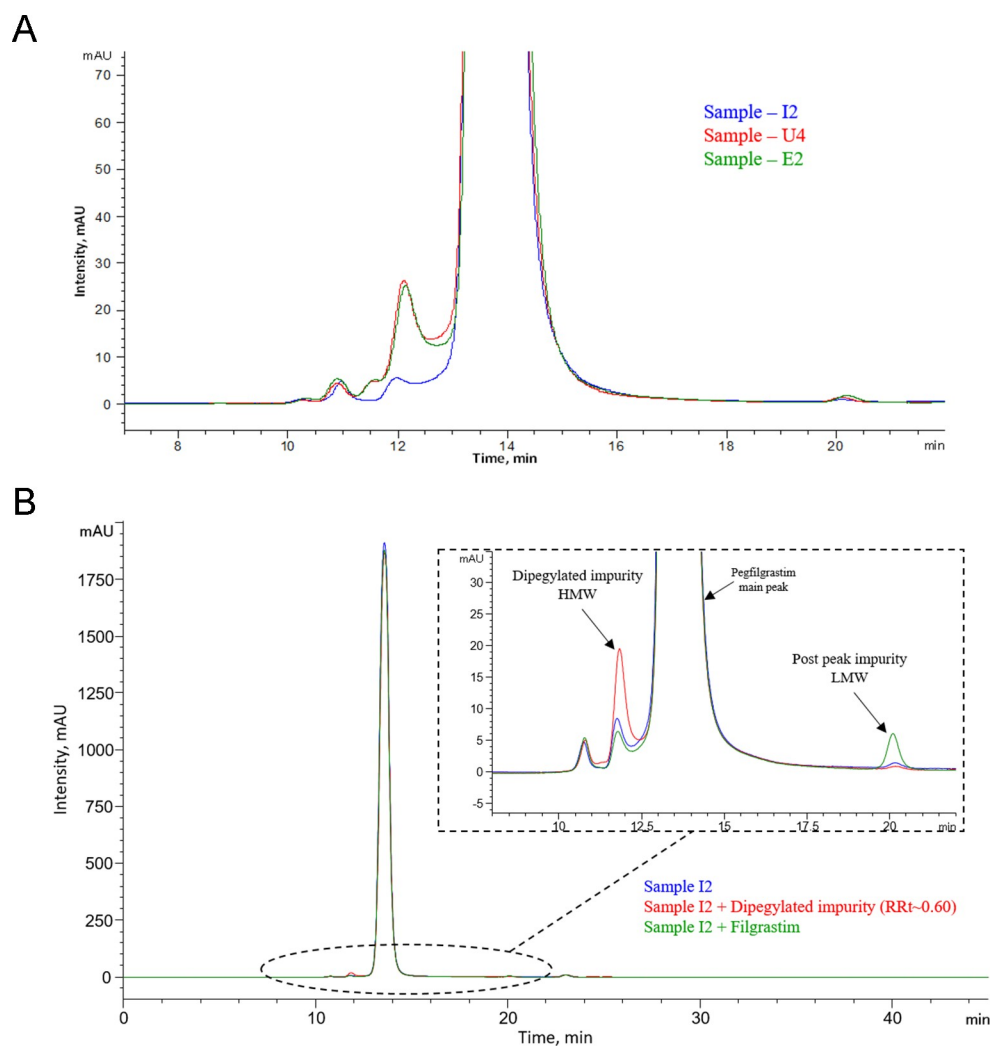 A
mAU
70
60
50
40
30
20
10
0
Intensity, mAU
Sample – I2
Sample – U4
Sample – E2
8 10 12 14 16 18 20 min
Time, min
B
mAU
1750
1500
1250
1000
750
500
250
0
Intensity, mAU
mAU
30
25
20
15
10
5
0
-5
Dipegylated impurity
HMW
Pegfilgrastim
main peak
Post peak impurity
LMW
10 12.5 15 17.5 20 min
Sample I2
Sample I2 + Dipegylated impurity (RRt~0.60)
Sample I2 + Filgrastim
0 10 20 30 40 min
Time, min